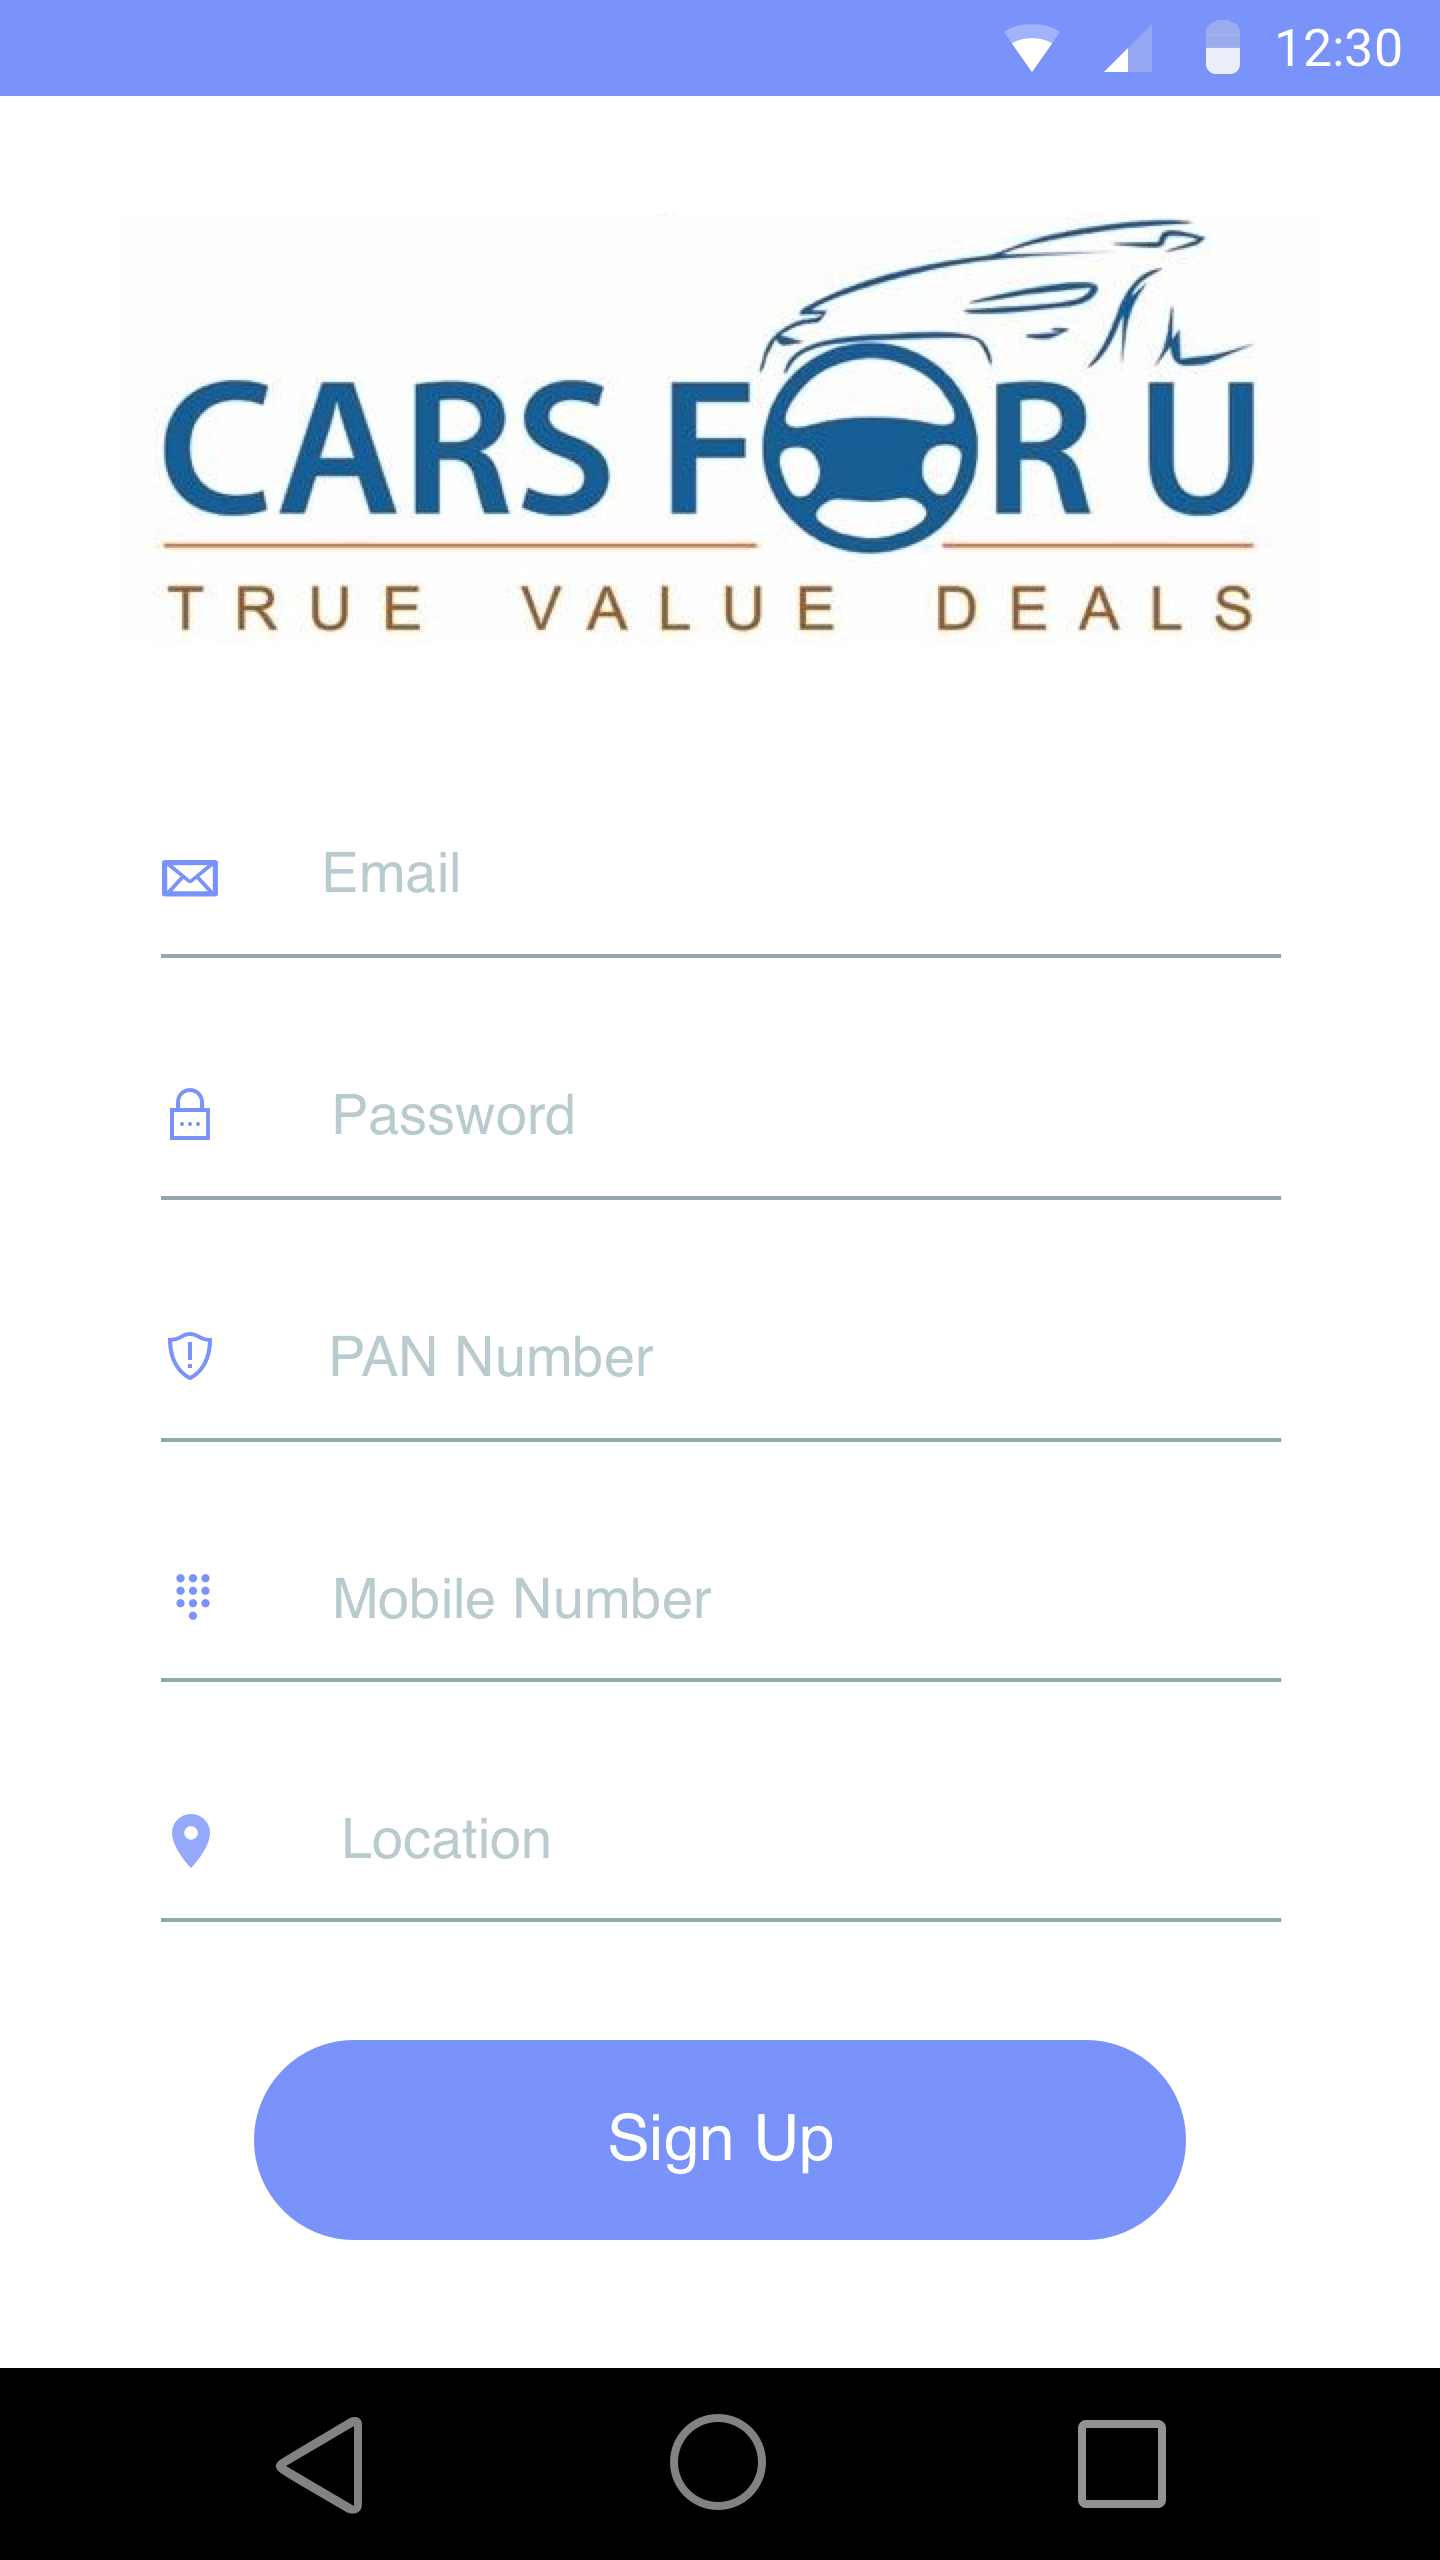 12:30
CARS FOR U
TRUE VALUE DEALS
Email
Password
PAN Number
Mobile Number
Location
Sign Up